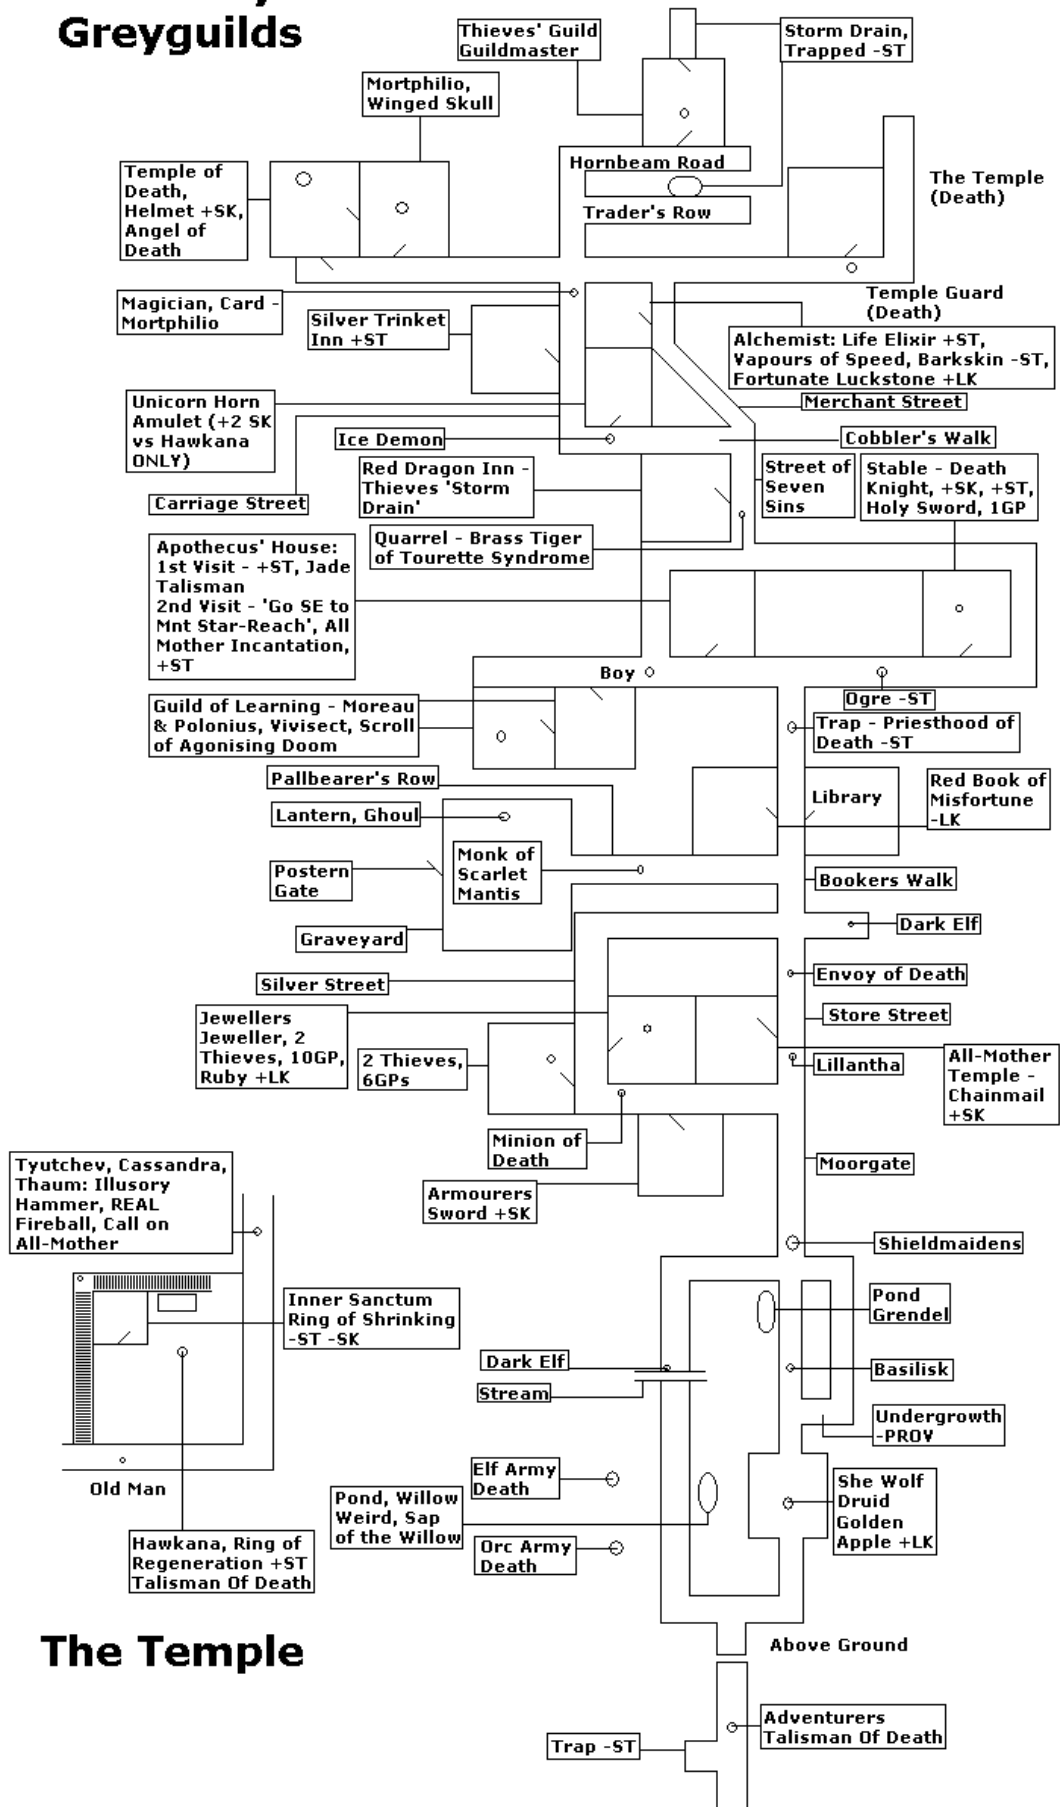 Greyguilds
Thieves' Guild
Guildmaster
Storm Drain,
Trapped -ST
Mortphilio,
Winged Skull
Hornbeam Road
Temple of
Death,
Helmet +SK,
Angel of
Death
The Temple
(Death)
Trader's Row
Magician, Card -
Mortphilio
Silver Trinket
Inn +ST
Temple Guard
(Death)
Alchemist: Life Elixir +ST,
Vapours of Speed, Barkskin -ST,
Fortunate Luckstone +LK
Unicorn Horn
Amulet (+2 SK
vs Hawkana
ONLY)
Merchant Street
Ice Demon
Cobbler's Walk
Carriage Street
Red Dragon Inn -
Thieves 'Storm
Drain'
Street of
Seven
Sins
Stable - Death
Knight, +SK, +ST,
Holy Sword, 1GP
Quarrel - Brass Tiger
of Tourette Syndrome
Apothecus' House:
1st Visit - +ST, Jade
Talisman
2nd Visit - 'Go SE to
Mnt Star-Reach', All
Mother Incantation,
+ST
Boy
Ogre -ST
Guild of Learning - Moreau
& Polonius, Vivisect, Scroll
of Agonising Doom
Trap - Priesthood of
Death -ST
Pallbearer's Row
Library
Red Book of
Misfortune
-LK
Lantern, Ghoul
Postern
Gate
Monk of
Scarlet
Mantis
Bookers Walk
Graveyard
Dark Elf
Silver Street
Envoy of Death
Jewellers
Jeweller, 2
Thieves, 10GP,
Ruby +LK
Store Street
2 Thieves,
6GPs
Lillantha
All-Mother
Temple -
Chainmail
+SK
Minion of
Death
Moorgate
Tyutchev, Cassandra,
Thaum: Illusory
Hammer, REAL
Fireball, Call on
All-Mother
Armourers
Sword +SK
Shieldmaidens
Inner Sanctum
Ring of Shrinking
-ST -SK
Pond
Grendel
Dark Elf
Stream
Basilisk
Undergrowth
-PROV
Old Man
Elf Army
Death
Pond, Willow
Weird, Sap
of the Willow
She Wolf
Druid
Golden
Apple +LK
Hawkana, Ring of
Regeneration +ST
Talisman Of Death
Orc Army
Death
The Temple
Above Ground
Adventurers
Talisman Of Death
Trap -ST